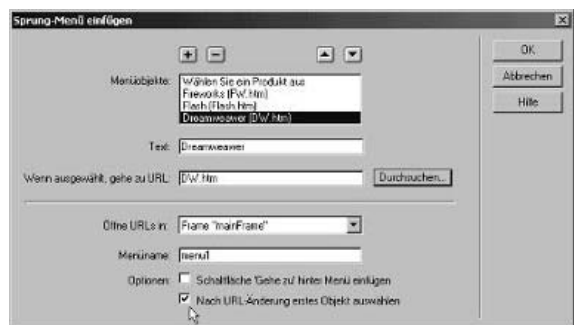 Sprung-Menü einfügen
OK
Abbrechen
Hilfe
Menüobjekte:
Wählen Sie ein Produkt aus
Fireworks (FW.htm)
Flash (Flash.htm)
Dreamweawer (DW.htm)
Text: Dreamweawer
Wenn ausgewählt, gehe zu URL: DW.htm Durchsuchen...
Öffne URLs in: Frame "mainFrame"
Menüname: menu1
Optionen: Schaltfläche 'Gehe zu' hinter Menü einfügen
Nach URL-Änderung erstes Objekt auswählen